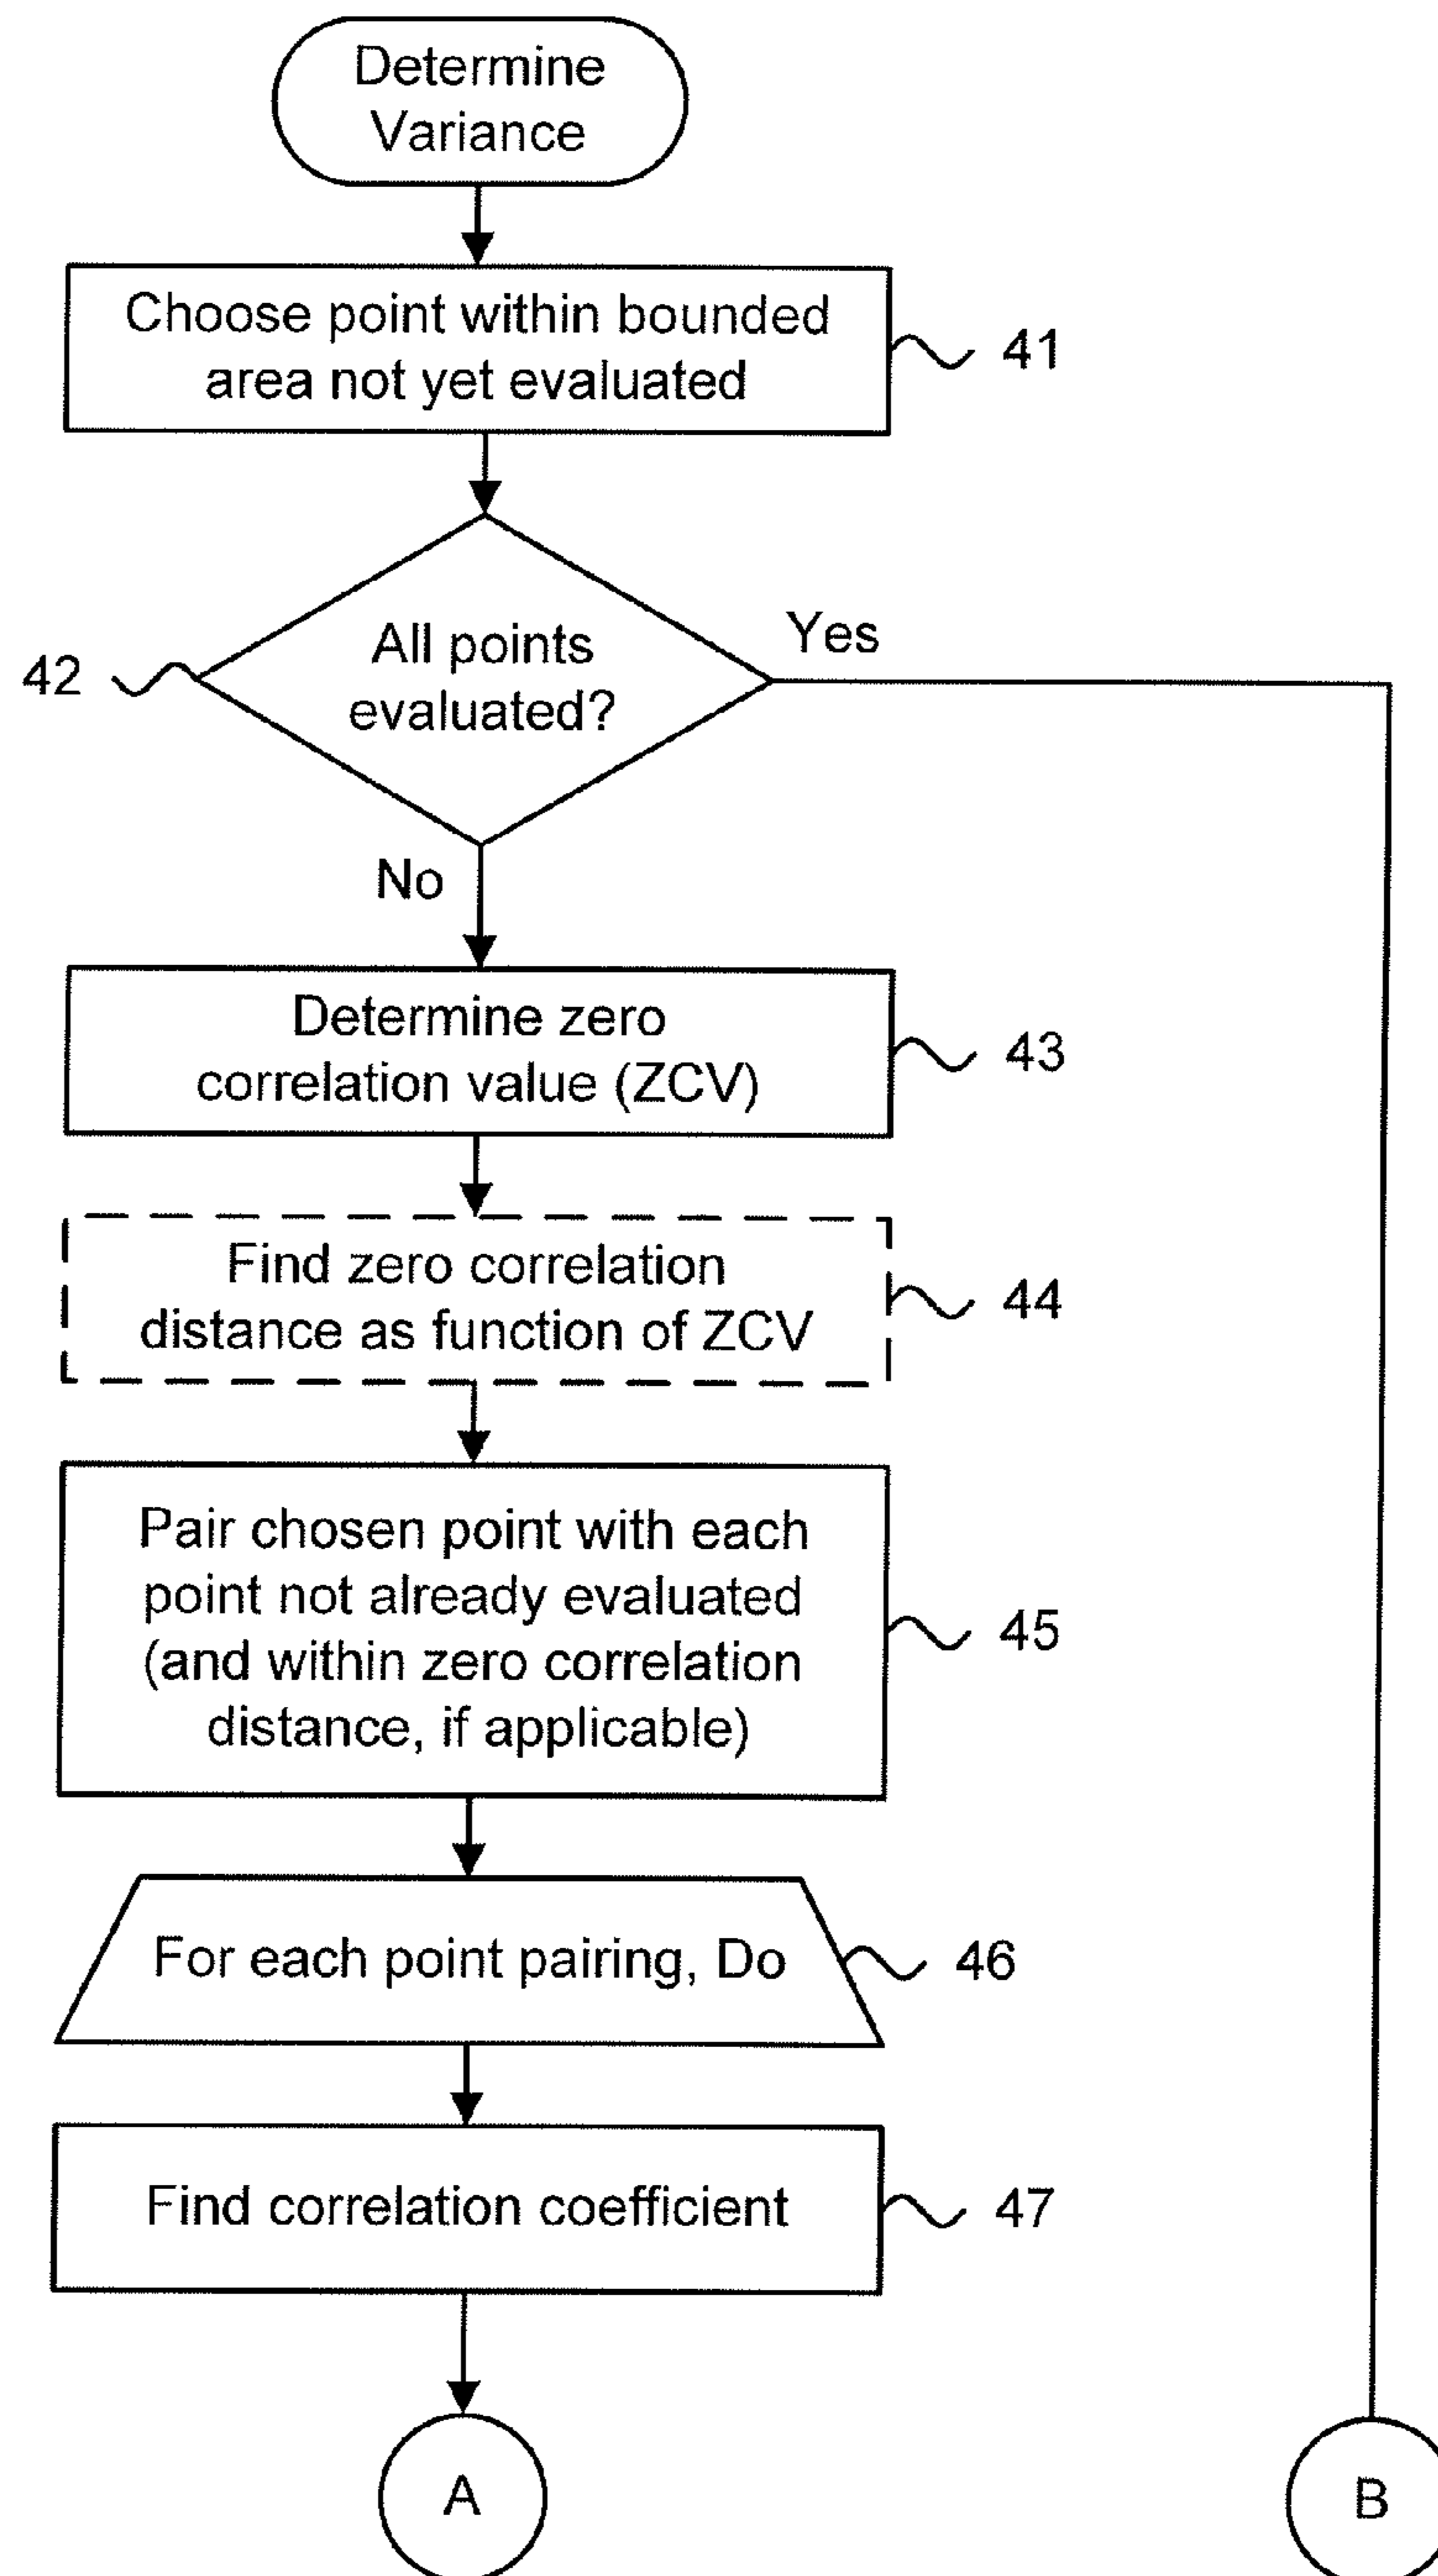 Determine
Variance
Choose point within bounded
area not yet evaluated
41
All points
evaluated?
Yes
42
No
Determine zero
correlation value (ZCV)
43
Find zero correlation
distance as function of ZCV
44
Pair chosen point with each
point not already evaluated
(and within zero correlation
distance, if applicable)
45
For each point pairing, Do
46
Find correlation coefficient
47
A
B